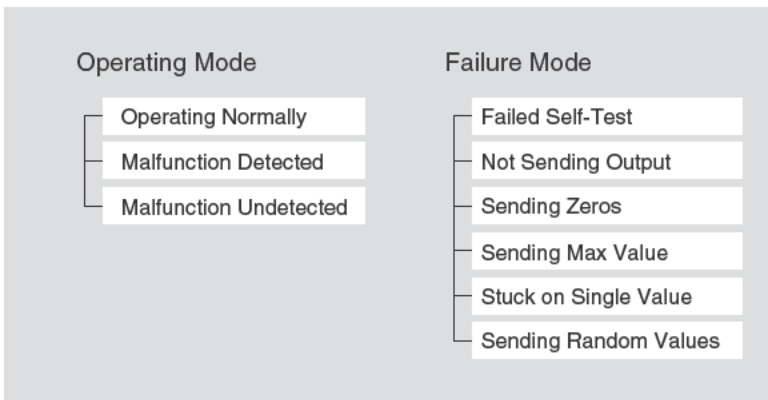 Operating Mode
Operating Normally
Malfunction Detected
Malfunction Undetected
Failure Mode
Failed Self-Test
Not Sending Output
Sending Zeros
Sending Max Value
Stuck on Single Value
Sending Random Values